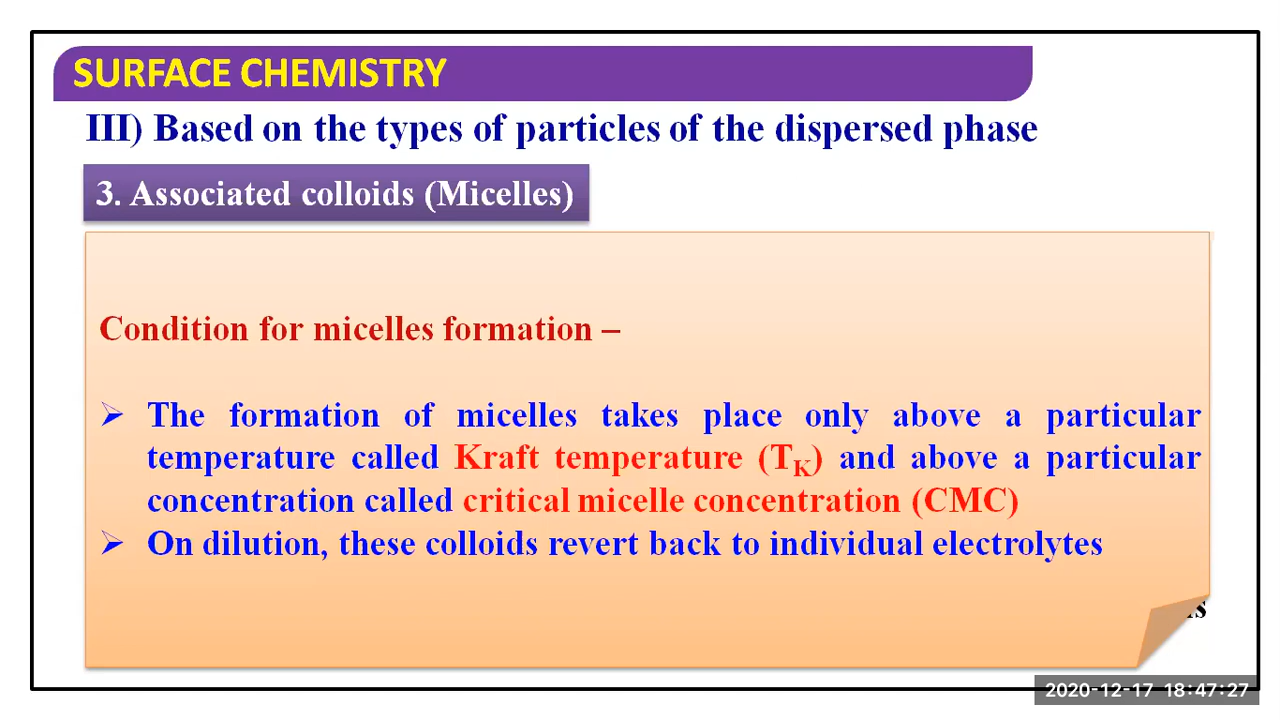 SURFACE CHEMISTRY
III) Based on the types of particles of the dispersed phase
3. Associated colloids (Micelles)
Condition for micelles formation –
➢ The formation of micelles takes place only above a particular
temperature called Kraft temperature (TK) and above a particular
concentration called critical micelle concentration (CMC)
➢ On dilution, these colloids revert back to individual electrolytes
2020-12-17 18:47:27